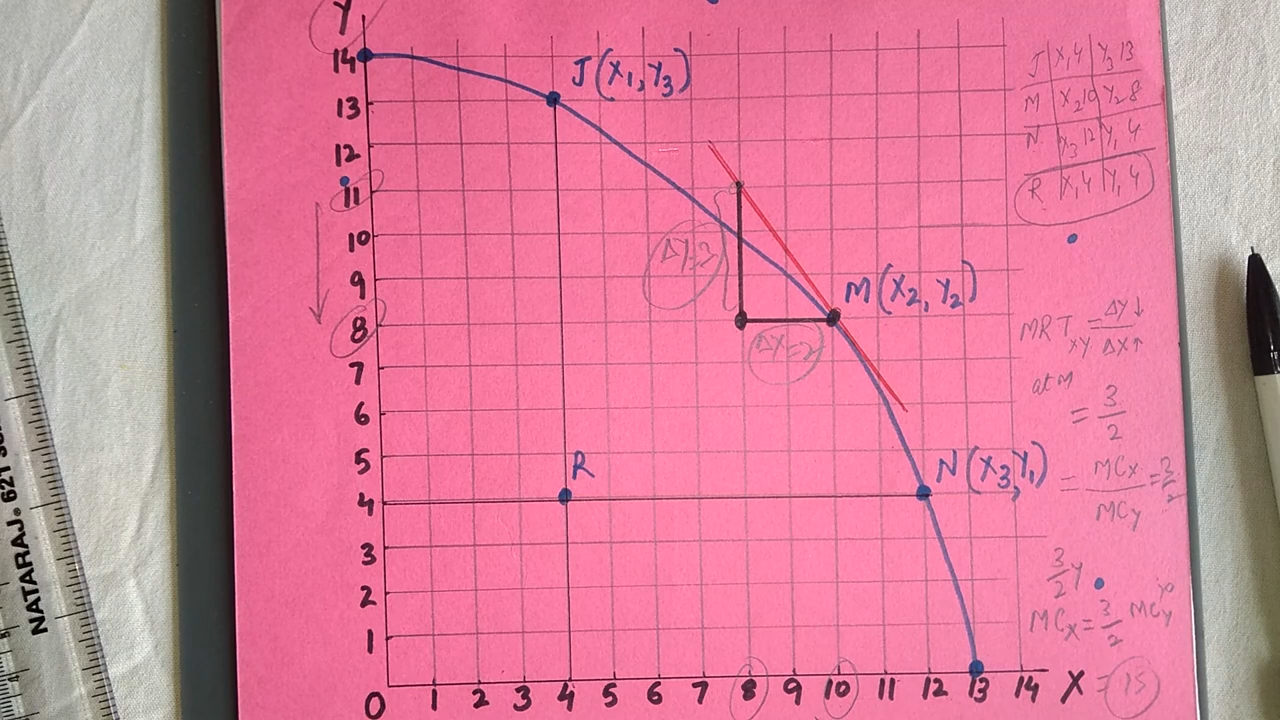 Y
14
13
12
11
10
9
8
7
6
5
4
3
2
1
0
1 2 3 4 5 6 7 8 9 10 11 12 13 14 X = 15
J(X1, Y3)
M(X2, Y2)
N(X3, Y1)
R
ΔY=3
ΔX=2
J X1 4 Y3 13
M X2 10 Y2 8
N X3 12 Y1 4
R X1 4 Y1 4
MRT XY = ΔY↓ / ΔX↑
at M
= 3/2
= MCx / MCy = 3/2
3/2 Y
MCx = 3/2 MCy
NATARAJ 621